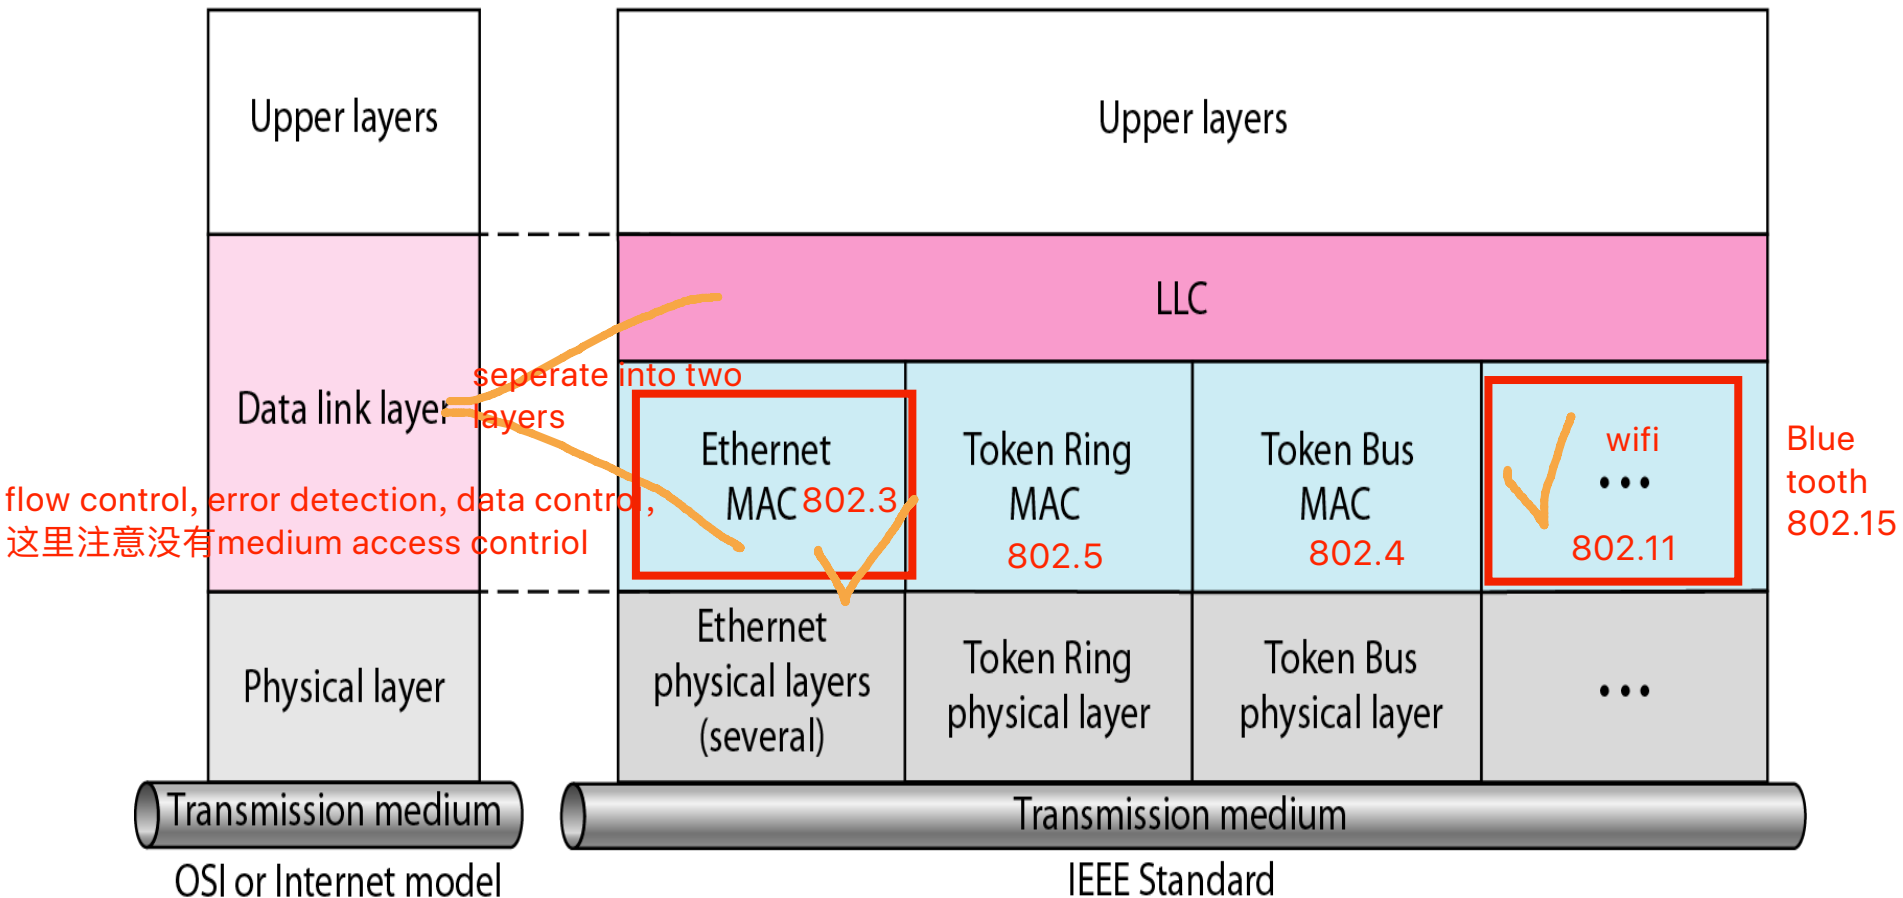 Upper layers
Upper layers
LLC
seperate into two
layers
Data link layer
flow control, error detection, data control,
这里注意没有medium access contriol
Ethernet
MAC 802.3
Token Ring
MAC
802.5
Token Bus
MAC
802.4
wifi
...
802.11
Blue
tooth
802.15
Physical layer
Ethernet
physical layers
(several)
Token Ring
physical layer
Token Bus
physical layer
...
Transmission medium
Transmission medium
OSI or Internet model
IEEE Standard